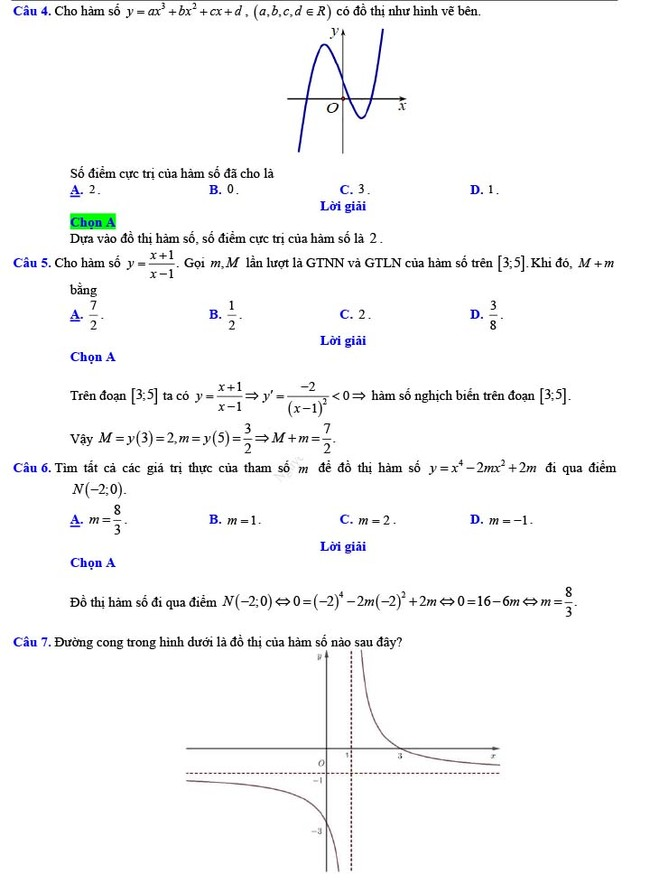 Câu 4. Cho hàm số y = ax³ + bx² + cx + d , (a,b,c,d ∈ R) có đồ thị như hình vẽ bên.
y
O
x
Số điểm cực trị của hàm số đã cho là
A. 2. B. 0. C. 3. D. 1.
Lời giải
Chọn A
Dựa vào đồ thị hàm số, số điểm cực trị của hàm số là 2.
Câu 5. Cho hàm số y = (x+1)/(x−1). Gọi m, M lần lượt là GTNN và GTLN của hàm số trên [3;5]. Khi đó, M + m
bằng
A. 7/2. B. 1/2. C. 2. D. 3/8.
Lời giải
Chọn A
Trên đoạn [3;5] ta có y = (x+1)/(x−1) ⇒ y' = −2/(x−1)² < 0 ⇒ hàm số nghịch biến trên đoạn [3;5].
Vậy M = y(3) = 2, m = y(5) = 3/2 ⇒ M + m = 7/2.
Câu 6. Tìm tất cả các giá trị thực của tham số m để đồ thị hàm số y = x⁴ − 2mx² + 2m đi qua điểm
N(−2;0).
A. m = 8/3. B. m = 1. C. m = 2. D. m = −1.
Lời giải
Chọn A
Đồ thị hàm số đi qua điểm N(−2;0) ⇔ 0 = (−2)⁴ − 2m(−2)² + 2m ⇔ 0 = 16 − 6m ⇔ m = 8/3.
Câu 7. Đường cong trong hình dưới là đồ thị của hàm số nào sau đây?
y
O
1
3
x
−1
−3